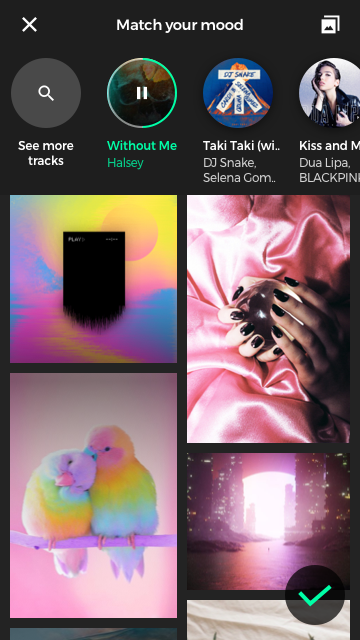 Match your mood
See more
tracks
Without Me
Halsey
DJ SNAKE
Taki Taki (wi..
DJ Snake,
Selena Gom..
Kiss and M
Dua Lipa,
BLACKPIN
PLAY